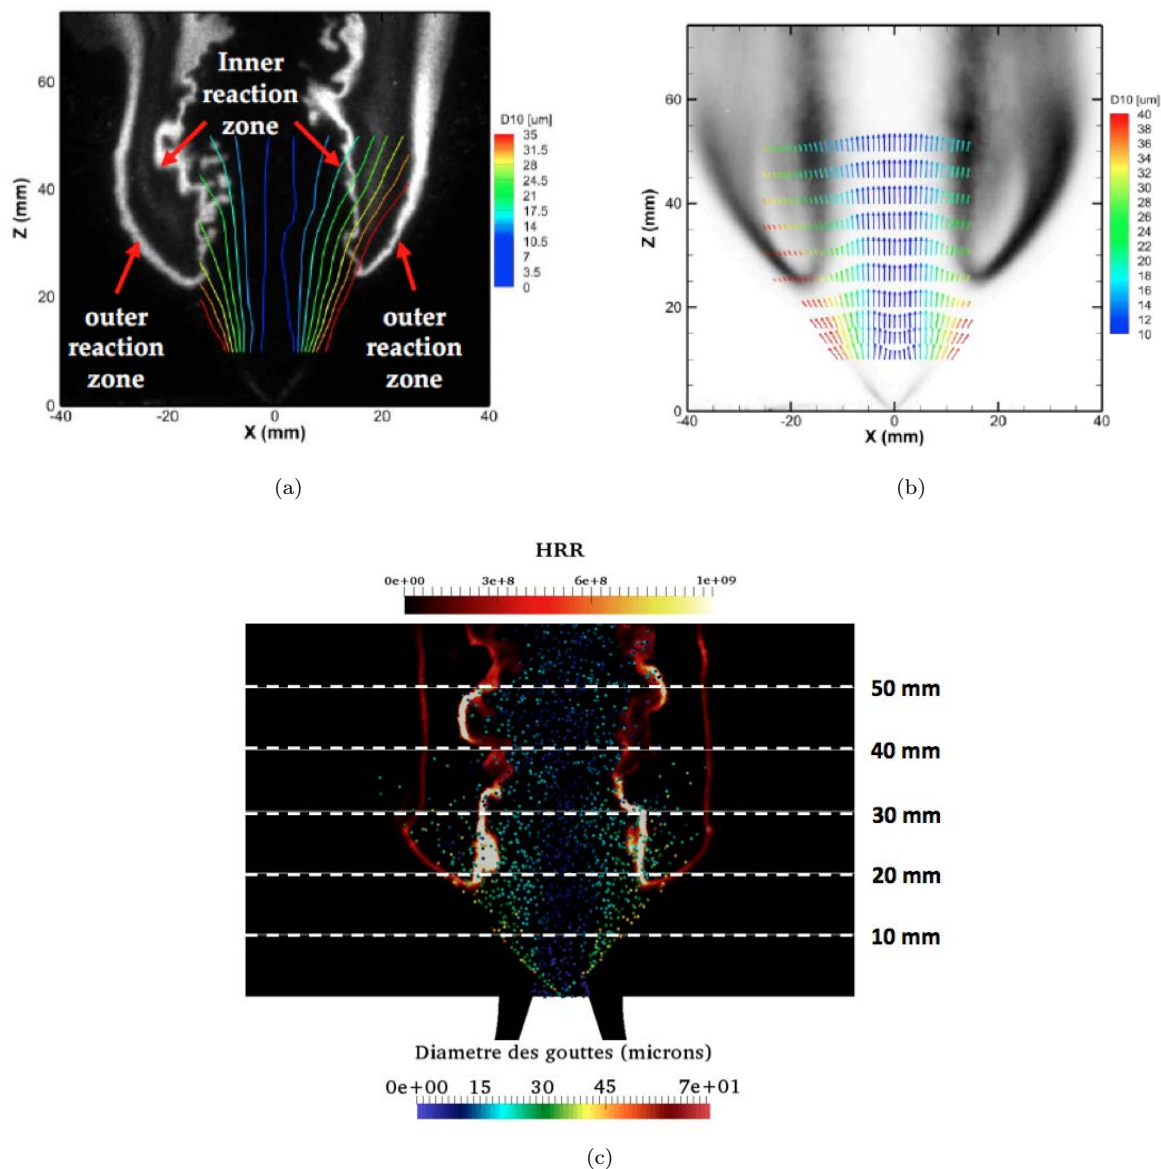 Inner
reaction
zone
outer
reaction
zone
outer
reaction
zone
Z (mm)
60
40
20
0
-40
-20
0
20
40
X (mm)
D10 [um]
35
31.5
28
24.5
21
17.5
14
10.5
7
3.5
0
(a)
Z (mm)
60
40
20
0
-40
-20
0
20
40
X (mm)
D10 [um]
40
38
36
34
32
30
28
26
24
22
20
18
16
14
12
10
(b)
HRR
0e+00 3e+8 6e+8 1e+09
50 mm
40 mm
30 mm
20 mm
10 mm
Diametre des gouttes (microns)
0e+00 15 30 45 7e+01
(c)